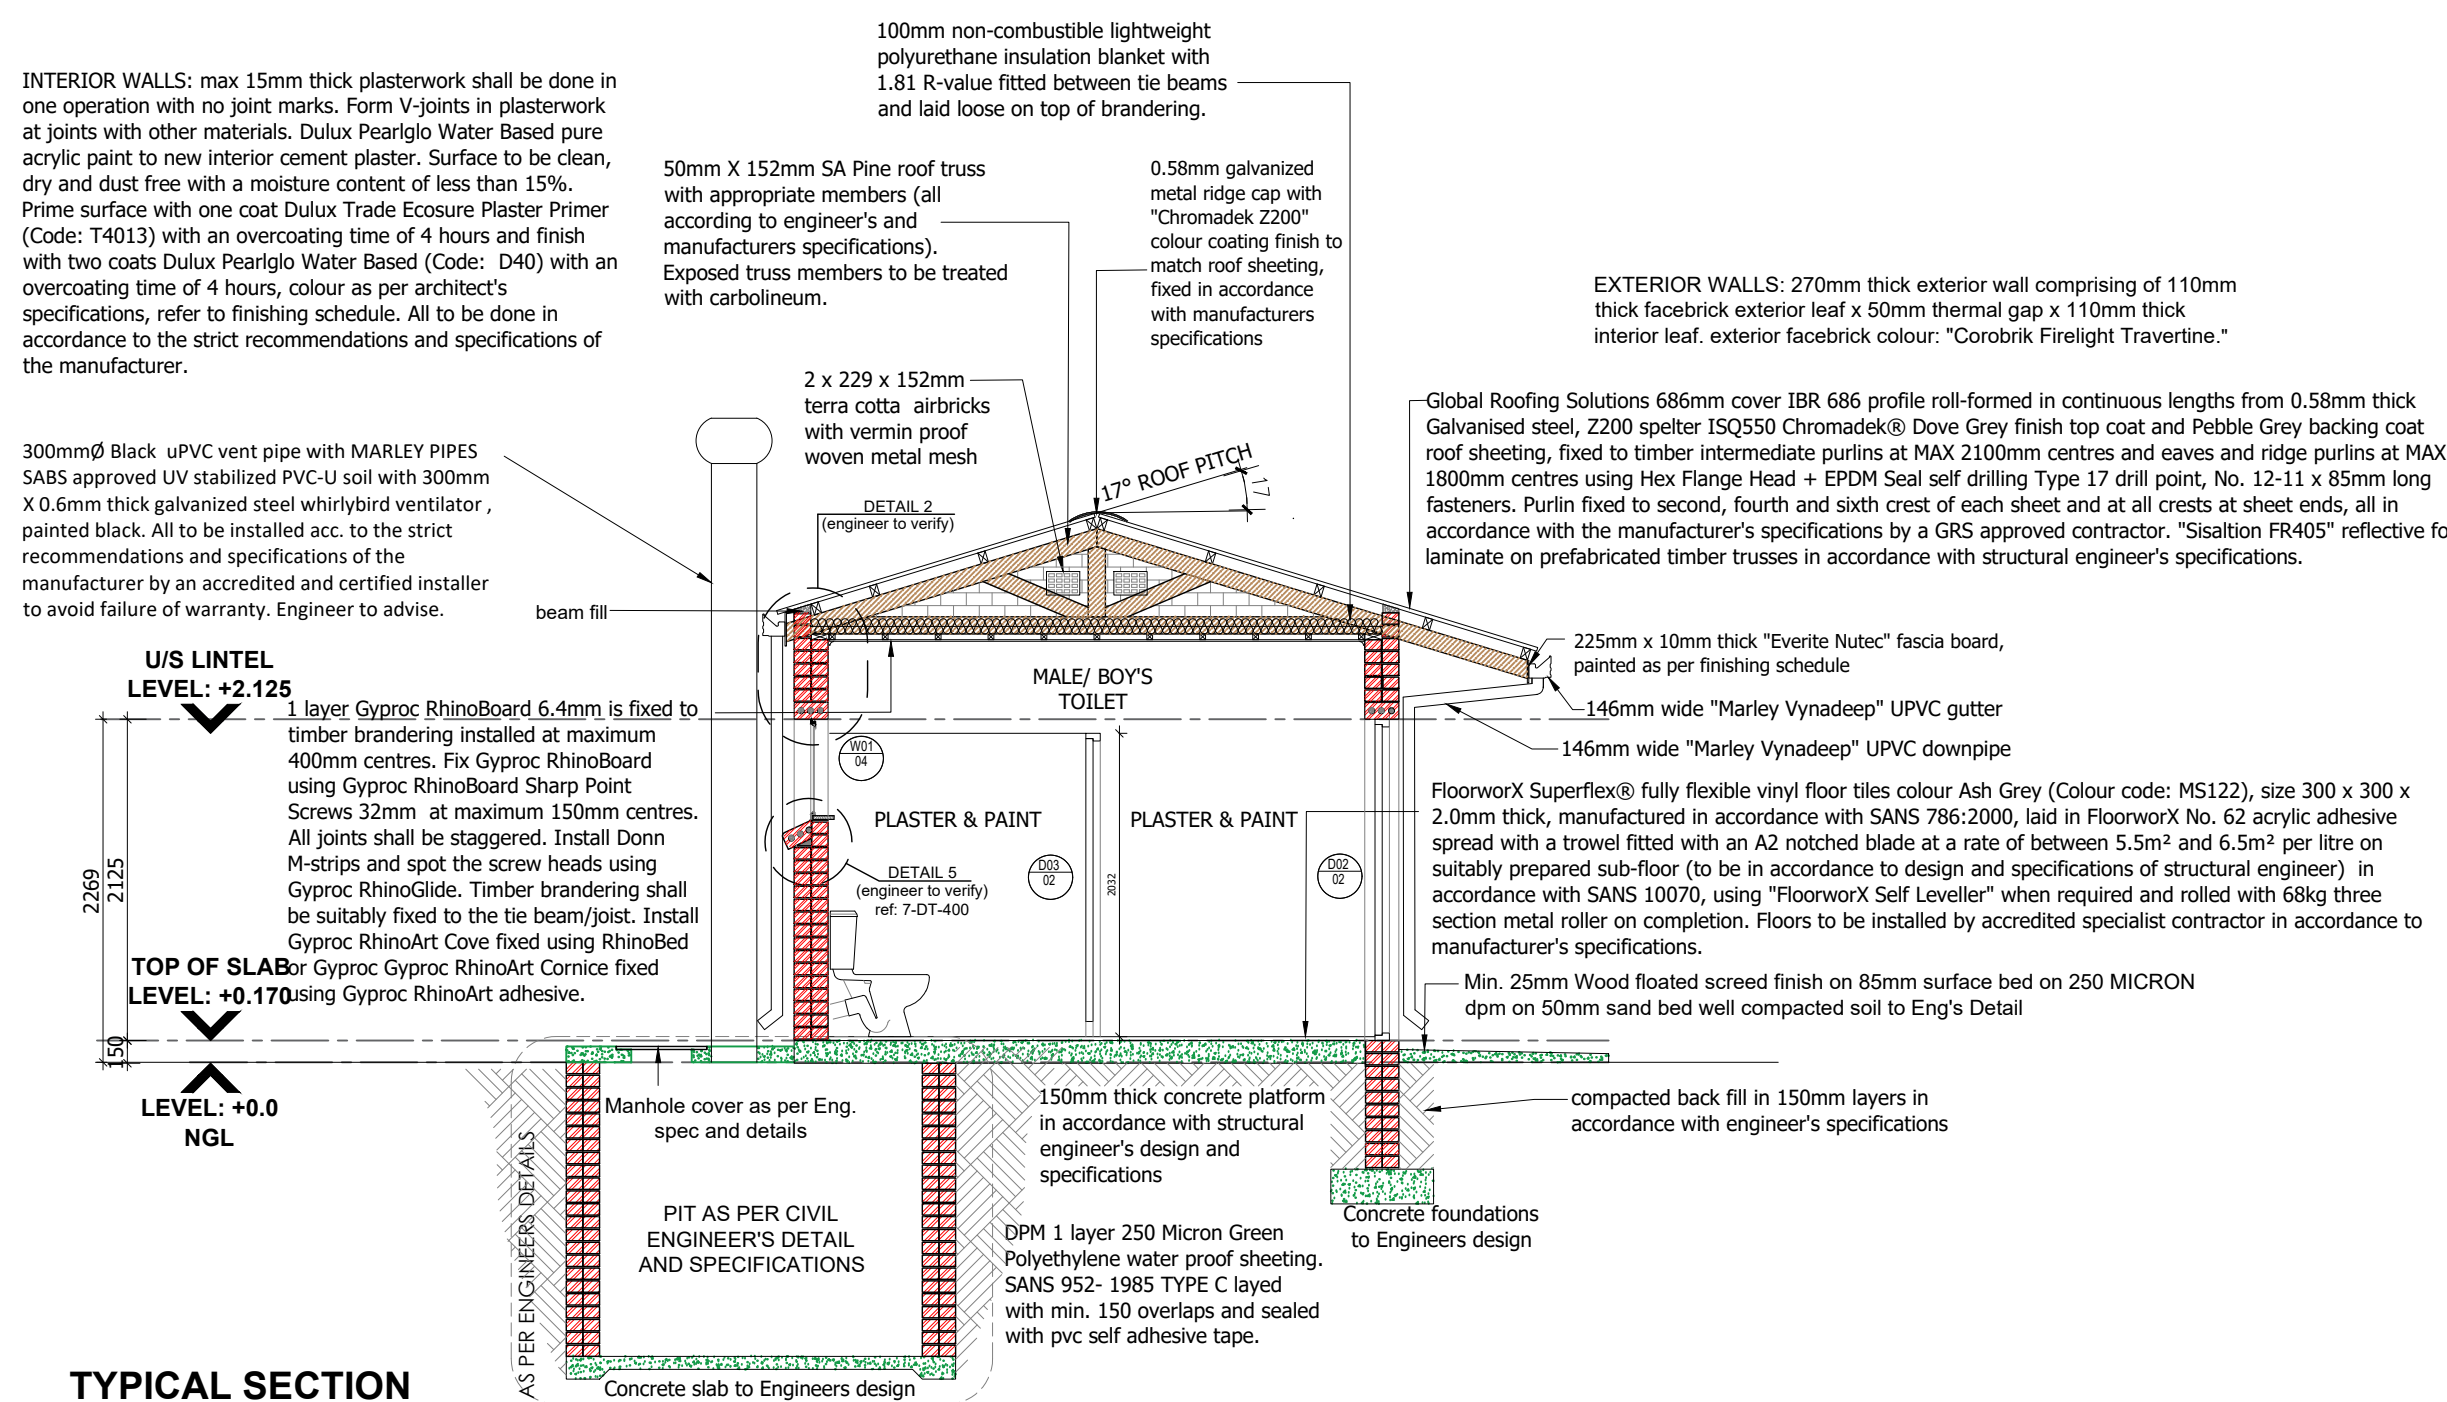 100mm non-combustible lightweight
polyurethane insulation blanket with
1.81 R-value fitted between tie beams
and laid loose on top of brandering.
INTERIOR WALLS: max 15mm thick plasterwork shall be done in
one operation with no joint marks. Form V-joints in plasterwork
at joints with other materials. Dulux Pearlglo Water Based pure
acrylic paint to new interior cement plaster. Surface to be clean,
dry and dust free with a moisture content of less than 15%.
Prime surface with one coat Dulux Trade Ecosure Plaster Primer
(Code: T4013) with an overcoating time of 4 hours and finish
with two coats Dulux Pearlglo Water Based (Code:  D40) with an
overcoating time of 4 hours, colour as per architect's
specifications, refer to finishing schedule. All to be done in
accordance to the strict recommendations and specifications of
the manufacturer.
50mm X 152mm SA Pine roof truss
with appropriate members (all
according to engineer's and
manufacturers specifications).
Exposed truss members to be treated
with carbolineum.
0.58mm galvanized
metal ridge cap with
"Chromadek Z200"
colour coating finish to
match roof sheeting,
fixed in accordance
with manufacturers
specifications
EXTERIOR WALLS: 270mm thick exterior wall comprising of 110mm
thick facebrick exterior leaf x 50mm thermal gap x 110mm thick
interior leaf. exterior facebrick colour: "Corobrik Firelight Travertine."
2 x 229 x 152mm
terra cotta  airbricks
with vermin proof
woven metal mesh
Global Roofing Solutions 686mm cover IBR 686 profile roll-formed in continuous lengths from 0.58mm thick
Galvanised steel, Z200 spelter ISQ550 Chromadek® Dove Grey finish top coat and Pebble Grey backing coat
roof sheeting, fixed to timber intermediate purlins at MAX 2100mm centres and eaves and ridge purlins at MAX
1800mm centres using Hex Flange Head + EPDM Seal self drilling Type 17 drill point, No. 12-11 x 85mm long
fasteners. Purlin fixed to second, fourth and sixth crest of each sheet and at all crests at sheet ends, all in
accordance with the manufacturer's specifications by a GRS approved contractor. "Sisaltion FR405" reflective fo
laminate on prefabricated timber trusses in accordance with structural engineer's specifications.
300mmØ Black  uPVC vent pipe with MARLEY PIPES
SABS approved UV stabilized PVC-U soil with 300mm
X 0.6mm thick galvanized steel whirlybird ventilator ,
painted black. All to be installed acc. to the strict
recommendations and specifications of the
manufacturer by an accredited and certified installer
to avoid failure of warranty. Engineer to advise.
17° ROOF PITCH
17
DETAIL 2
(engineer to verify)
beam fill
U/S LINTEL
LEVEL: +2.125
1 layer Gyproc RhinoBoard 6.4mm is fixed to
timber brandering installed at maximum
400mm centres. Fix Gyproc RhinoBoard
using Gyproc RhinoBoard Sharp Point
Screws 32mm  at maximum 150mm centres.
All joints shall be staggered. Install Donn
M-strips and spot the screw heads using
Gyproc RhinoGlide. Timber brandering shall
be suitably fixed to the tie beam/joist. Install
Gyproc RhinoArt Cove fixed using RhinoBed
or Gyproc Gyproc RhinoArt Cornice fixed
using Gyproc RhinoArt adhesive.
MALE/ BOY'S
TOILET
225mm x 10mm thick "Everite Nutec" fascia board,
painted as per finishing schedule
146mm wide "Marley Vynadeep" UPVC gutter
146mm wide "Marley Vynadeep" UPVC downpipe
W01
04
PLASTER & PAINT
PLASTER & PAINT
FloorworX Superflex® fully flexible vinyl floor tiles colour Ash Grey (Colour code: MS122), size 300 x 300 x
2.0mm thick, manufactured in accordance with SANS 786:2000, laid in FloorworX No. 62 acrylic adhesive
spread with a trowel fitted with an A2 notched blade at a rate of between 5.5m² and 6.5m² per litre on
suitably prepared sub-floor (to be in accordance to design and specifications of structural engineer)  in
accordance with SANS 10070, using "FloorworX Self Leveller" when required and rolled with 68kg three
section metal roller on completion. Floors to be installed by accredited specialist contractor in accordance to
manufacturer's specifications.
DETAIL 5
(engineer to verify)
ref: 7-DT-400
D03
02
2032
D02
02
2269
2125
150
TOP OF SLAB
LEVEL: +0.170
Min. 25mm Wood floated screed finish on 85mm surface bed on 250 MICRON
dpm on 50mm sand bed well compacted soil to Eng's Detail
LEVEL: +0.0
NGL
Manhole cover as per Eng.
spec and details
150mm thick concrete platform
in accordance with structural
engineer's design and
specifications
compacted back fill in 150mm layers in
accordance with engineer's specifications
AS PER ENGINEERS DETAILS
PIT AS PER CIVIL
ENGINEER'S DETAIL
AND SPECIFICATIONS
Concrete foundations
to Engineers design
DPM 1 layer 250 Micron Green
Polyethylene water proof sheeting.
SANS 952- 1985 TYPE C layed
with min. 150 overlaps and sealed
with pvc self adhesive tape.
Concrete slab to Engineers design
TYPICAL SECTION